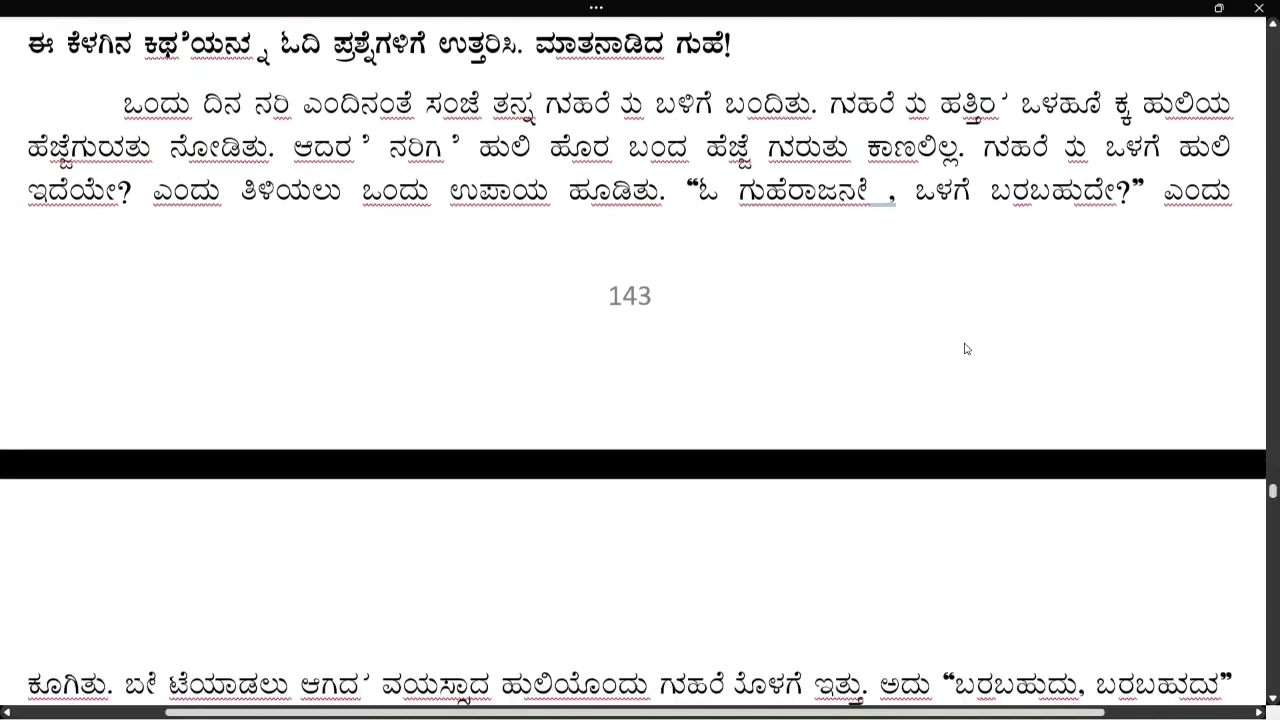 ಈ ಕೆಳಗಿನ ಕಥೆಯನ್ನು ಓದಿ ಪ್ರಶ್ನೆಗಳಿಗೆ ಉತ್ತರಿಸಿ. ಮಾತನಾಡಿದ ಗುಹೆ!
ಒಂದು ದಿನ ನರಿ ಎಂದಿನಂತೆ ಸಂಜೆ ತನ್ನ ಗುಹೆಯ ಬಳಿಗೆ ಬಂದಿತು. ಗುಹೆಯ ಹತ್ತಿರ ಒಳಹೊಕ್ಕ ಹುಲಿಯ
ಹೆಜ್ಜೆಗುರುತು ನೋಡಿತು. ಆದರೆ ನರಿಗೆ ಹುಲಿ ಹೊರ ಬಂದ ಹೆಜ್ಜೆ ಗುರುತು ಕಾಣಲಿಲ್ಲ. ಗುಹೆಯ ಒಳಗೆ ಹುಲಿ
ಇದೆಯೇ? ಎಂದು ತಿಳಿಯಲು ಒಂದು ಉಪಾಯ ಹೂಡಿತು. “ಓ ಗುಹೆರಾಜನೇ , ಒಳಗೆ ಬರಬಹುದೇ?” ಎಂದು
143
ಕೂಗಿತು. ಬೇಟೆಯಾಡಲು ಆಗದ ವಯಸ್ಸಾದ ಹುಲಿಯೊಂದು ಗುಹೆಯೊಳಗೆ ಇತ್ತು. ಅದು “ಬರಬಹುದು, ಬರಬಹುದು”